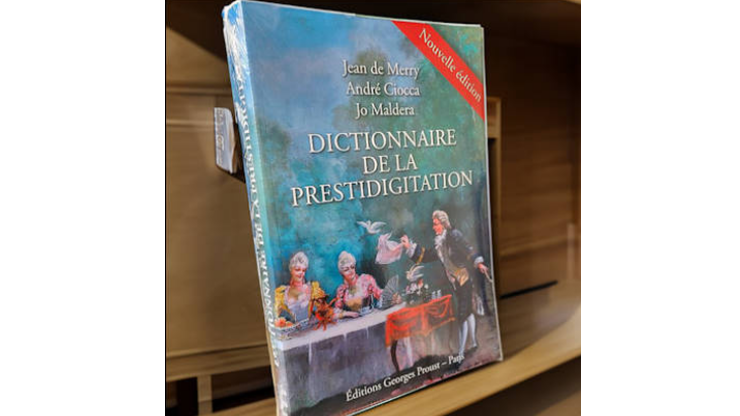 Nouvelle édition
Jean de Merry
André Ciocca
Jo Maldera
DICTIONNAIRE
DE LA
PRESTIDIGITATION
Éditions Georges Proust – Paris
DICTIONNAIRE DE LA PRESTIDIGITATION